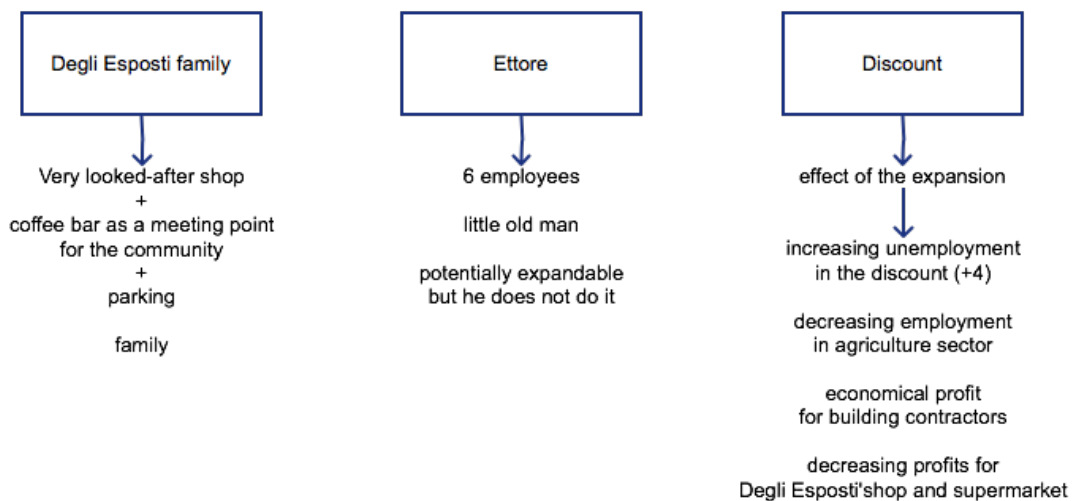 Degli Esposti family
Very looked-after shop
+
coffee bar as a meeting point
for the community
+
parking
family
Ettore
6 employees
little old man
potentially expandable
but he does not do it
Discount
effect of the expansion
increasing unemployment
in the discount (+4)
decreasing employment
in agriculture sector
economical profit
for building contractors
decreasing profits for
Degli Esposti'shop and supermarket